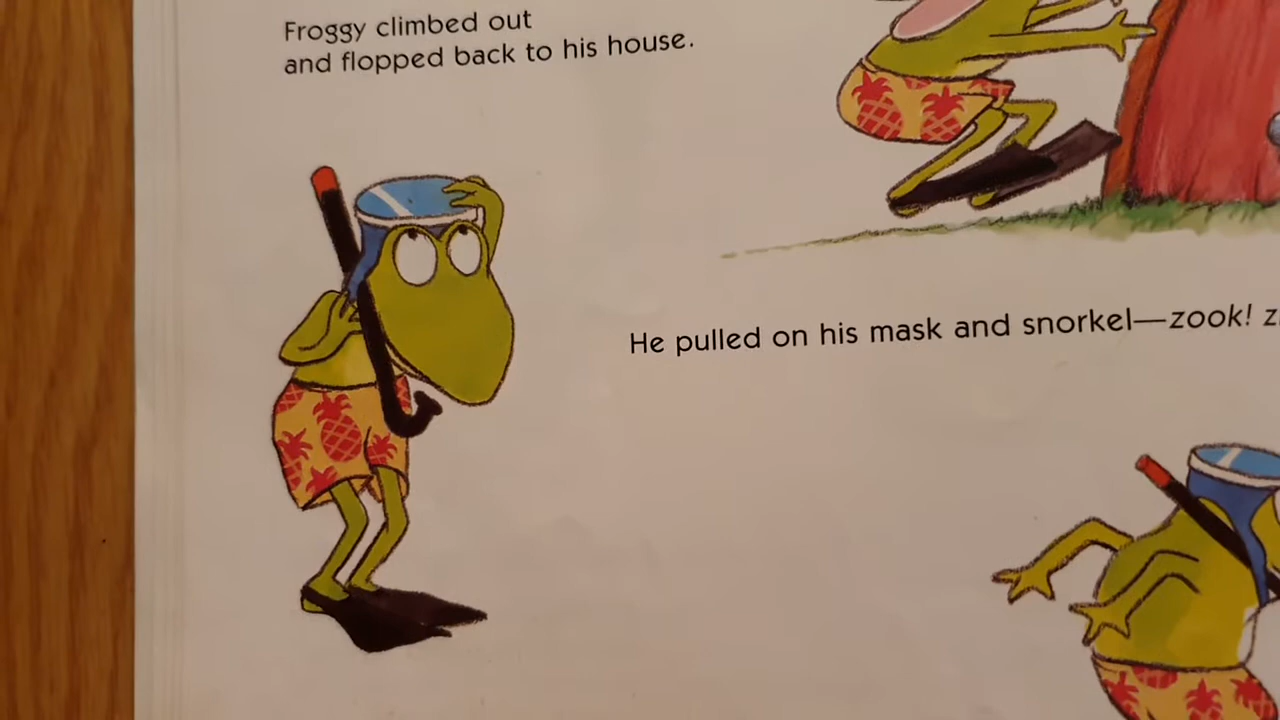 Froggy climbed out
and flopped back to his house.
He pulled on his mask and snorkel—zook!